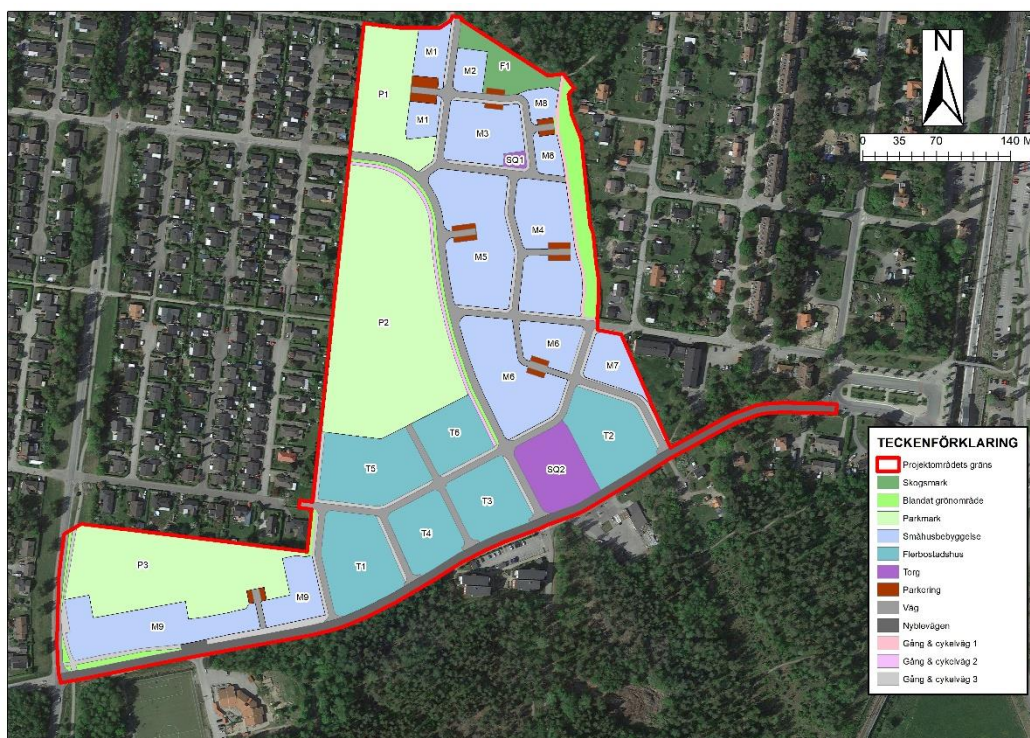 N
0 35 70 140 M
M1
M2
F1
P1
M8
M1
M3
SQ1
M8
M4
M5
P2
M6
M6
M7
T6
T2
T5
SQ2
T3
T4
T1
P3
M9
M9
TECKENFÖRKLARING
Projektområdets gräns
Skogsmark
Blandat grönområde
Parkmark
Småhusbebyggelse
Flerbostadshus
Torg
Parkering
Väg
Nyblevägen
Gång & cykelväg 1
Gång & cykelväg 2
Gång & cykelväg 3